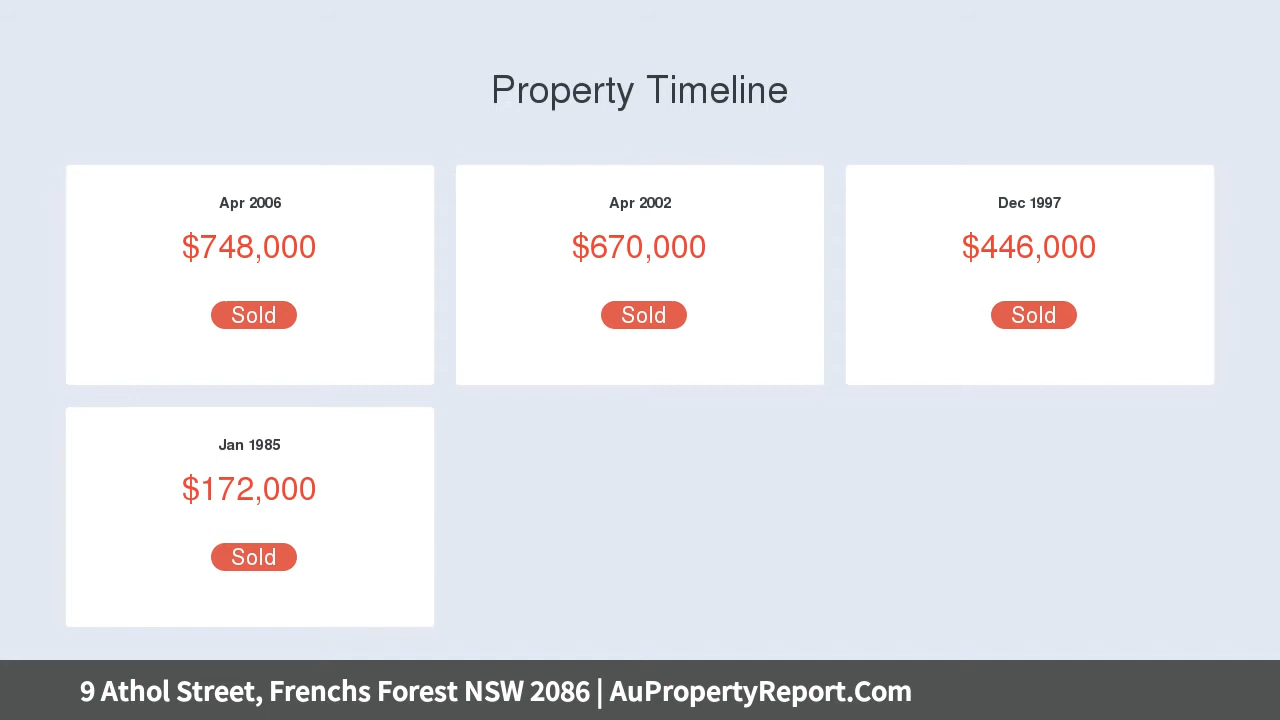 Property Timeline
Apr 2006
$748,000
Sold
Apr 2002
$670,000
Sold
Dec 1997
$446,000
Sold
Jan 1985
$172,000
Sold
9 Athol Street, Frenchs Forest NSW 2086 | AuPropertyReport.Com